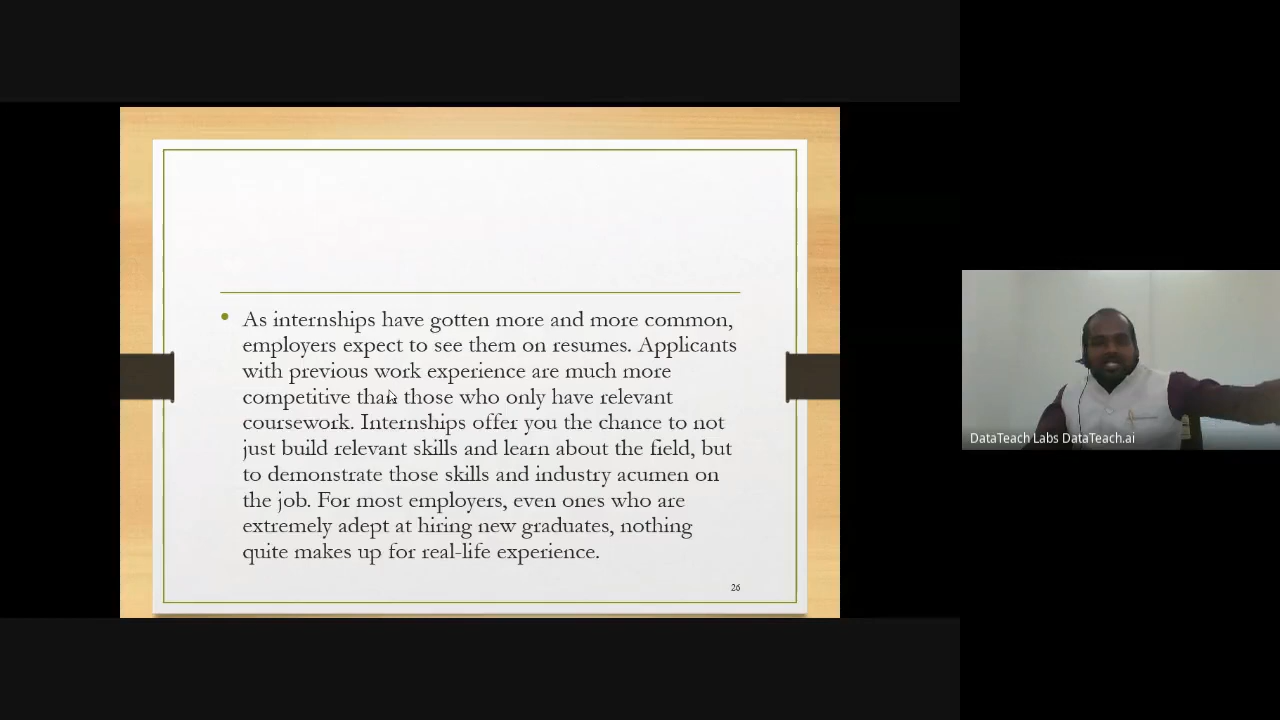 As internships have gotten more and more common,
employers expect to see them on resumes. Applicants
with previous work experience are much more
competitive than those who only have relevant
coursework. Internships offer you the chance to not
just build relevant skills and learn about the field, but
to demonstrate those skills and industry acumen on
the job. For most employers, even ones who are
extremely adept at hiring new graduates, nothing
quite makes up for real-life experience.
26
DataTeach Labs DataTeach.ai